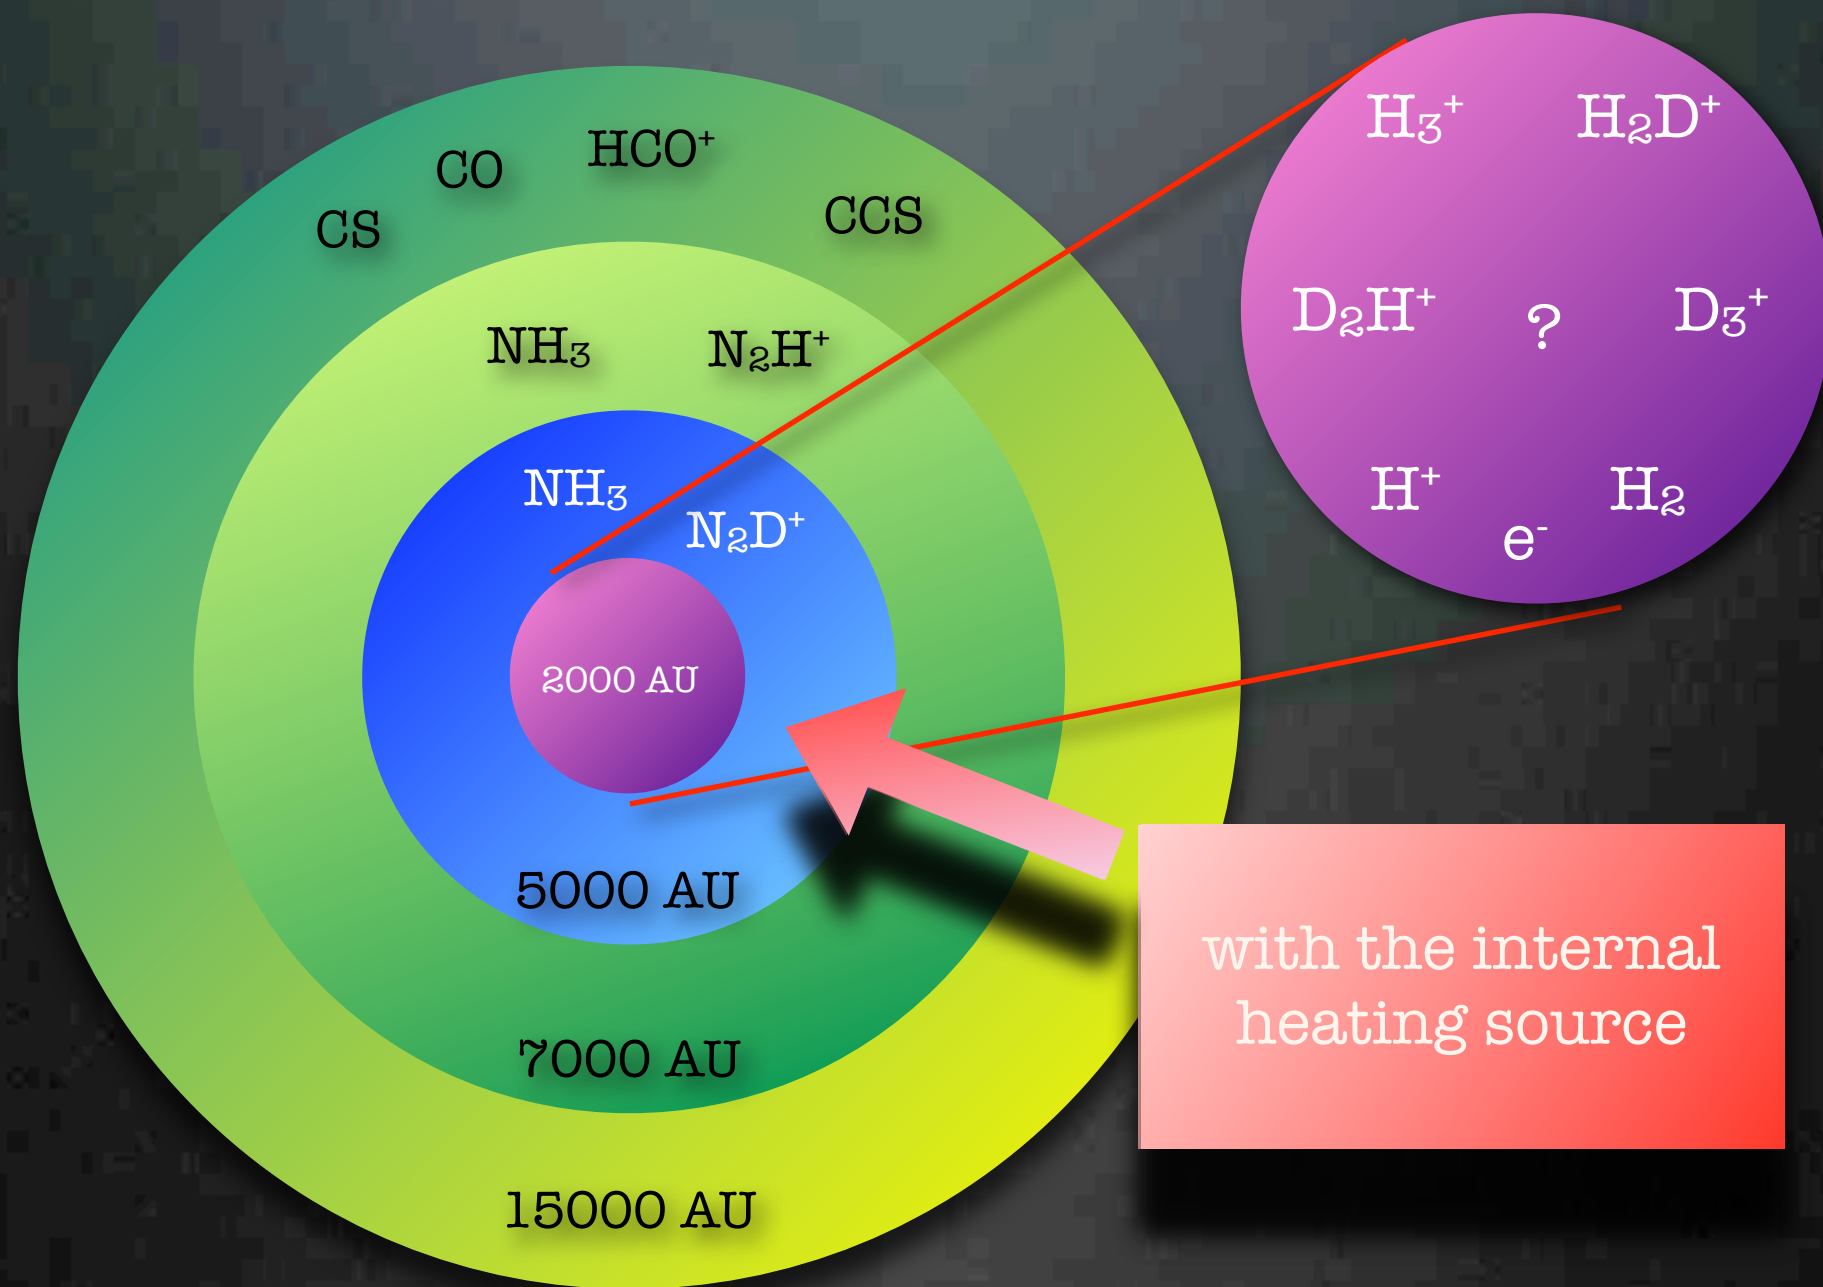 H₃⁺ H₂D⁺
CO HCO⁺
CS CCS
D₂H⁺ ? D₃⁺
NH₃ N₂H⁺
NH₃ N₂D⁺
H⁺ H₂
e⁻
2000 AU
5000 AU
with the internal
heating source
7000 AU
15000 AU